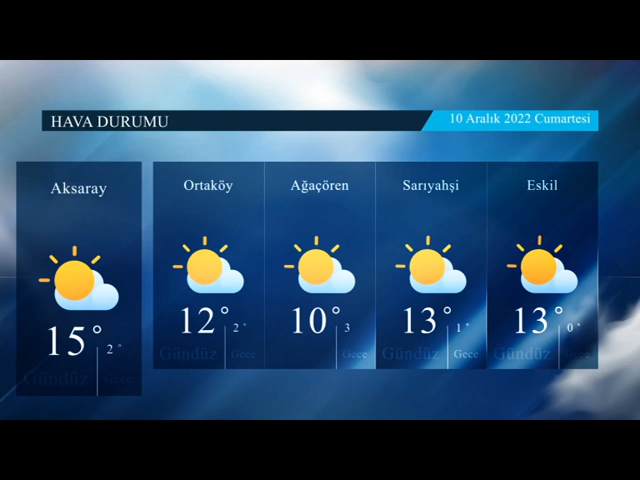 HAVA DURUMU
10 Aralık 2022 Cumartesi
Aksaray
15° 2°
Gündüz Gece
Ortaköy
12° 2°
Gündüz Gece
Ağaçören
10° 3
Gece
Sarıyahşi
13° 1°
Gündüz Gece
Eskil
13° 0°
Gündüz Gece